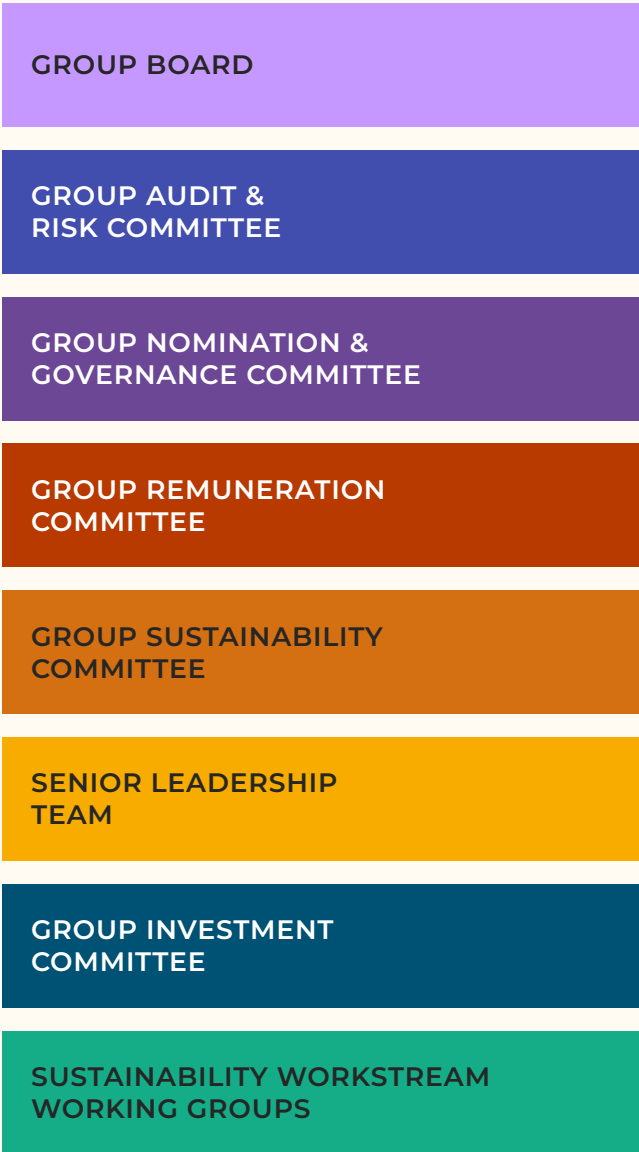 GROUP BOARD
GROUP AUDIT &
RISK COMMITTEE
GROUP NOMINATION &
GOVERNANCE COMMITTEE
GROUP REMUNERATION
COMMITTEE
GROUP SUSTAINABILITY
COMMITTEE
SENIOR LEADERSHIP
TEAM
GROUP INVESTMENT
COMMITTEE
SUSTAINABILITY WORKSTREAM
WORKING GROUPS